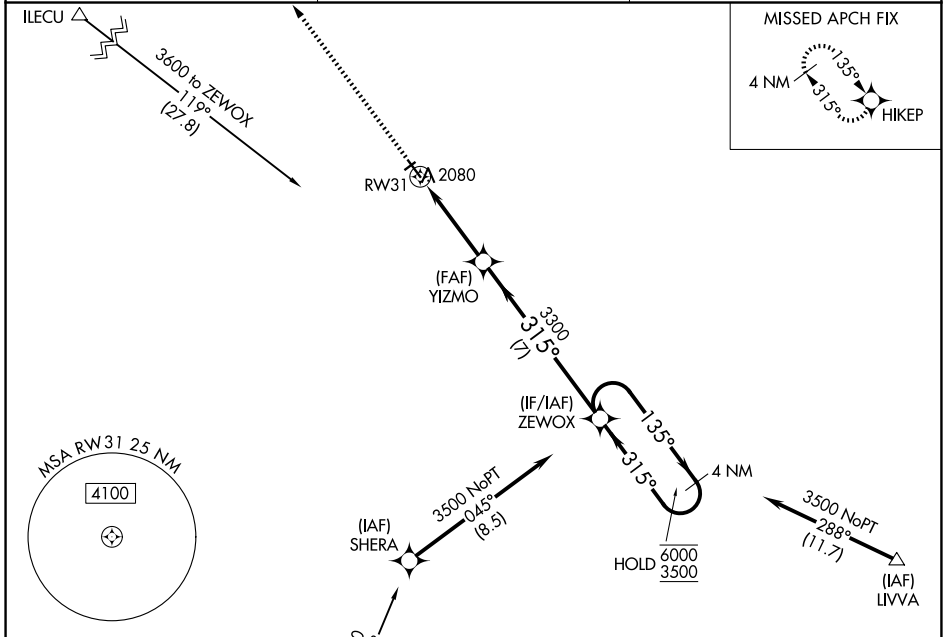 ILECU
3600 to ZEWOX
119°
(27.8)
MISSED APCH FIX
4 NM
135°
315°
HIKEP
RW31
2080
(FAF)
YIZMO
3300
315°
(7)
(IF/IAF)
ZEWOX
135°
315°
4 NM
HOLD
6000
3500
MSA RW31 25 NM
4100
3500 NoPT
045°
(8.5)
(IAF)
SHERA
3500 NoPT
288°
(11.7)
(IAF)
LIVVA